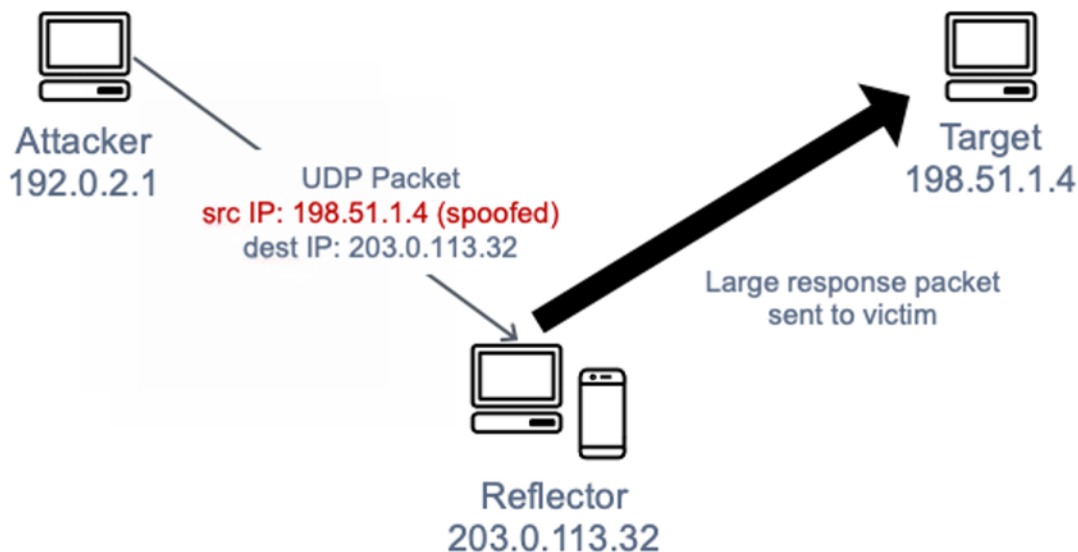 Attacker
192.0.2.1
UDP Packet
src IP: 198.51.1.4 (spoofed)
dest IP: 203.0.113.32
Target
198.51.1.4
Large response packet
sent to victim
Reflector
203.0.113.32